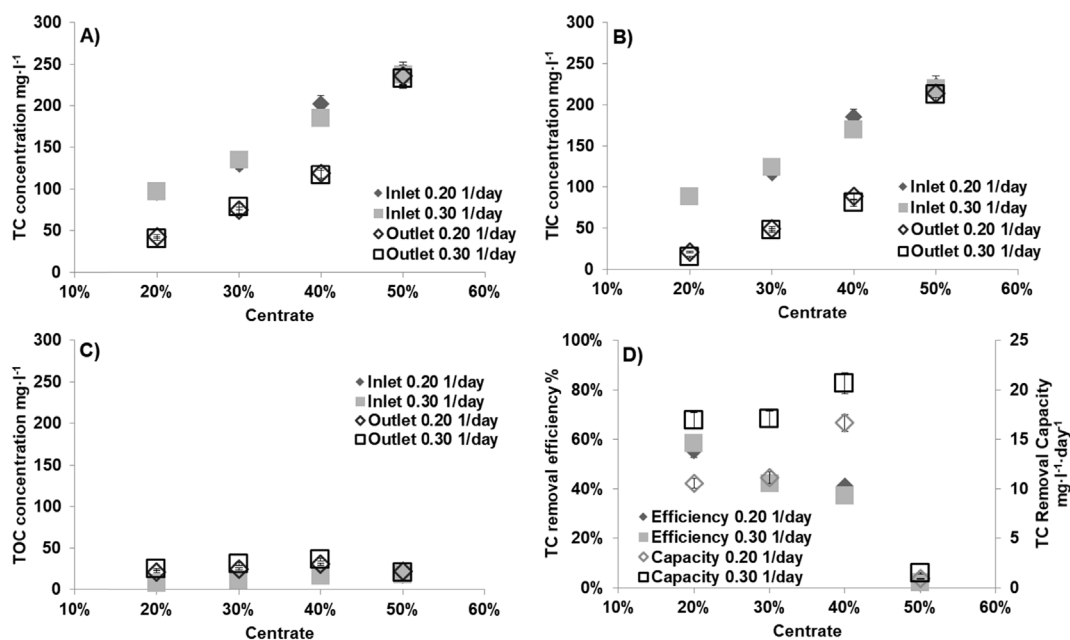 A)
TC concentration mg·l⁻¹
300
250
200
150
100
50
0
10% 20% 30% 40% 50% 60%
Centrate
Inlet 0.20 1/day
Inlet 0.30 1/day
Outlet 0.20 1/day
Outlet 0.30 1/day
B)
TIC concentration mg·l⁻¹
300
250
200
150
100
50
0
10% 20% 30% 40% 50% 60%
Centrate
Inlet 0.20 1/day
Inlet 0.30 1/day
Outlet 0.20 1/day
Outlet 0.30 1/day
C)
TOC concentration mg·l⁻¹
300
250
200
150
100
50
0
10% 20% 30% 40% 50% 60%
Centrate
Inlet 0.20 1/day
Inlet 0.30 1/day
Outlet 0.20 1/day
Outlet 0.30 1/day
D)
TC removal efficiency %
100%
80%
60%
40%
20%
0%
10% 20% 30% 40% 50% 60%
Centrate
Efficiency 0.20 1/day
Efficiency 0.30 1/day
Capacity 0.20 1/day
Capacity 0.30 1/day
25
20
15
10
5
0
TC Removal Capacity
mg·l⁻¹·day⁻¹